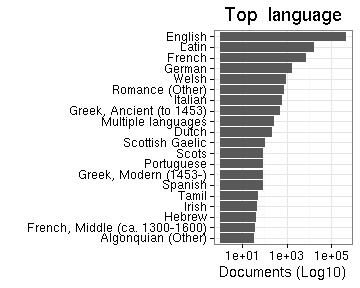 Top language
English
Latin
French
German
Welsh
Romance (Other)
Italian
Greek, Ancient (to 1453)
Multiple languages
Dutch
Scottish Gaelic
Scots
Portuguese
Greek, Modern (1453-)
Spanish
Tamil
Irish
Hebrew
French, Middle (ca. 1300-1600)
Algonquian (Other)
1e+01 1e+03 1e+05
Documents (Log10)